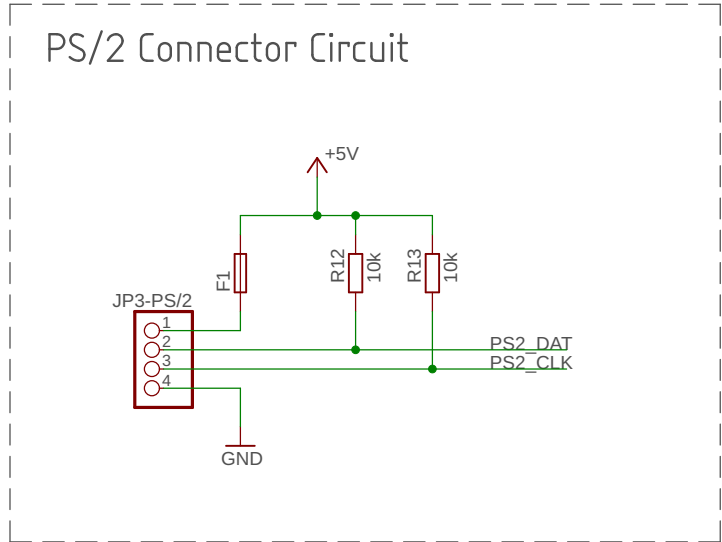 PS/2 Connector Circuit
+5V
F1
R12
10k
R13
10k
JP3-PS/2
1
2
3
4
PS2_DAT
PS2_CLK
GND